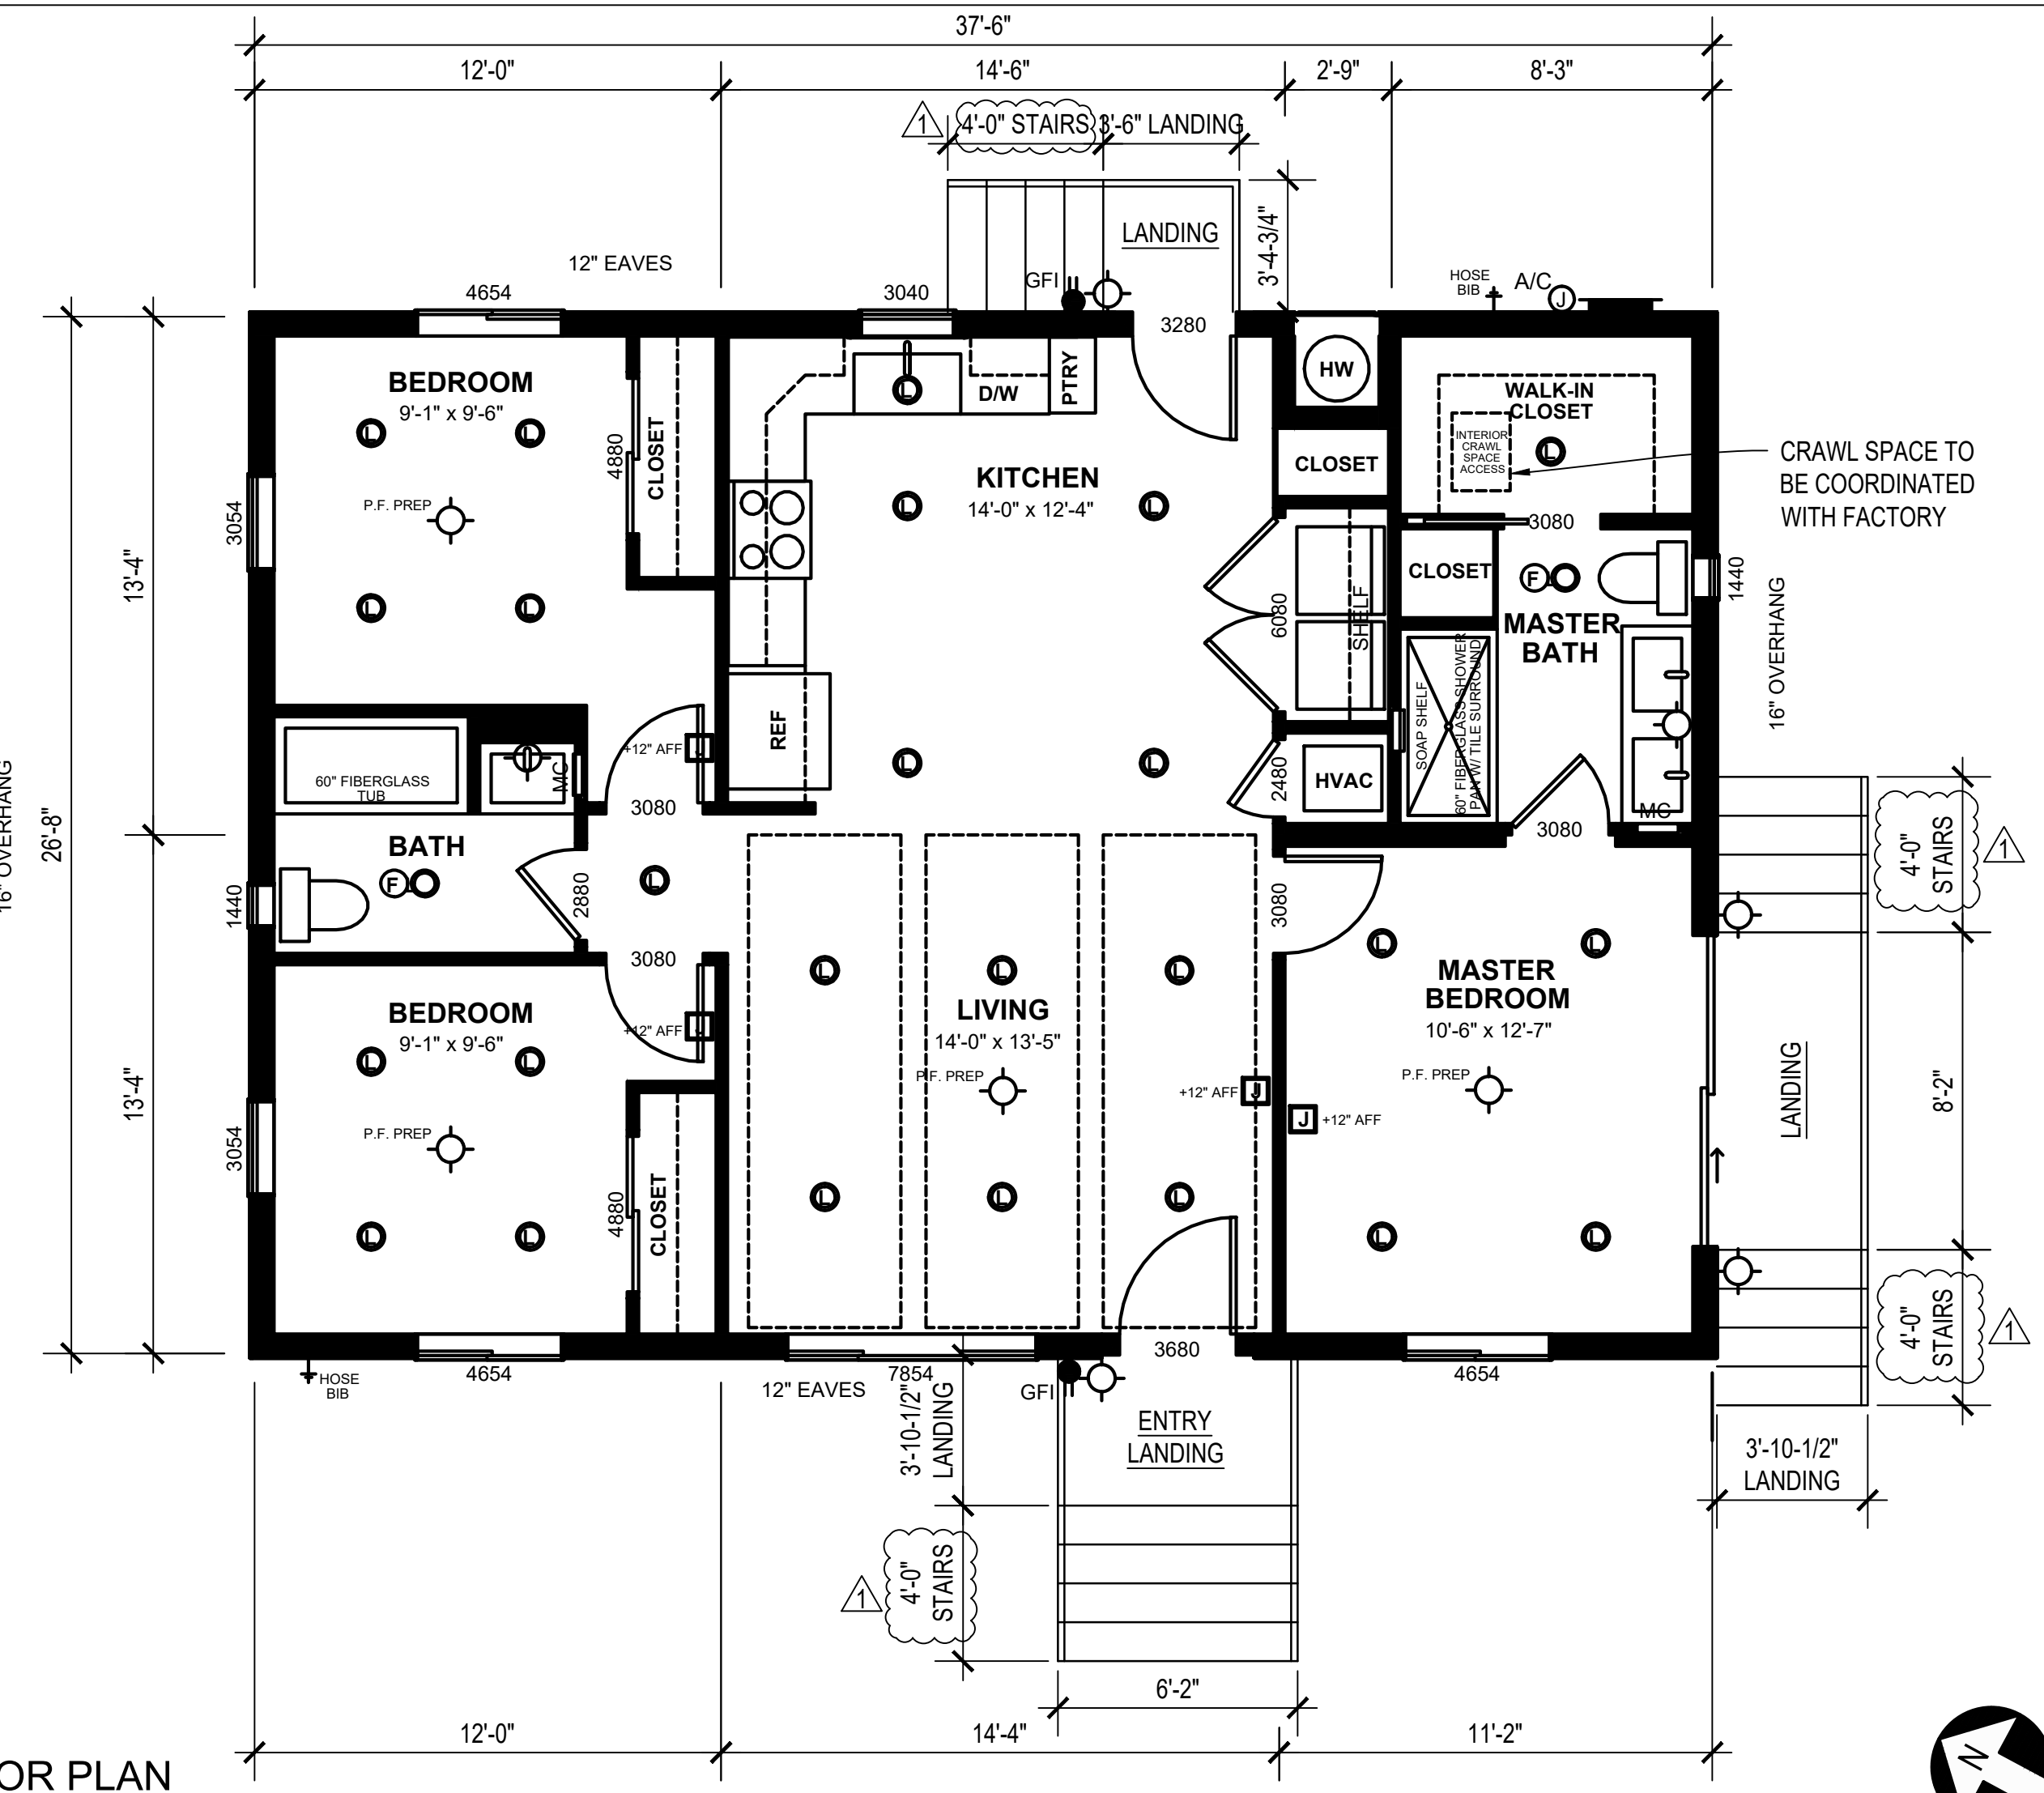 37'-6"
12'-0"
14'-6"
2'-9"
8'-3"
1
4'-0" STAIRS
3'-6" LANDING
LANDING
3'-4-3/4"
12" EAVES
4654
3040
GFI
3280
HOSE
BIB
A/C
J
BEDROOM
9'-1" x 9'-6"
L
L
P.F. PREP
L
L
4880
CLOSET
3054
L
D/W
PTRY
KITCHEN
14'-0" x 12'-4"
L
L
L
L
REF
HW
CLOSET
6080
SHELF
2480
HVAC
WALK-IN
CLOSET
L
INTERIOR
CRAWL
SPACE
ACCESS
CRAWL SPACE TO
BE COORDINATED
WITH FACTORY
3080
CLOSET
F
MASTER
BATH
SOAP SHELF
60" FIBERGLASS SHOWER
PAN W/ TILE SURROUND
MC
3080
1440
16" OVERHANG
16" OVERHANG
26'-8"
13'-4"
13'-4"
60" FIBERGLASS
TUB
MC
+12" AFF
J
3080
BATH
F
1440
2880
L
3080
+12" AFF
J
BEDROOM
9'-1" x 9'-6"
L
L
P.F. PREP
L
L
4880
CLOSET
3054
L
L
L
LIVING
14'-0" x 13'-5"
P.F. PREP
+12" AFF
J
L
L
L
3080
L
L
MASTER
BEDROOM
10'-6" x 12'-7"
P.F. PREP
J
+12" AFF
L
L
4'-0"
STAIRS
1
LANDING
8'-2"
4'-0"
STAIRS
1
HOSE
BIB
4654
12" EAVES
7854
GFI
3680
4654
3'-10-1/2"
LANDING
ENTRY
LANDING
3'-10-1/2"
LANDING
1
4'-0"
STAIRS
6'-2"
12'-0"
14'-4"
11'-2"
OR PLAN
N